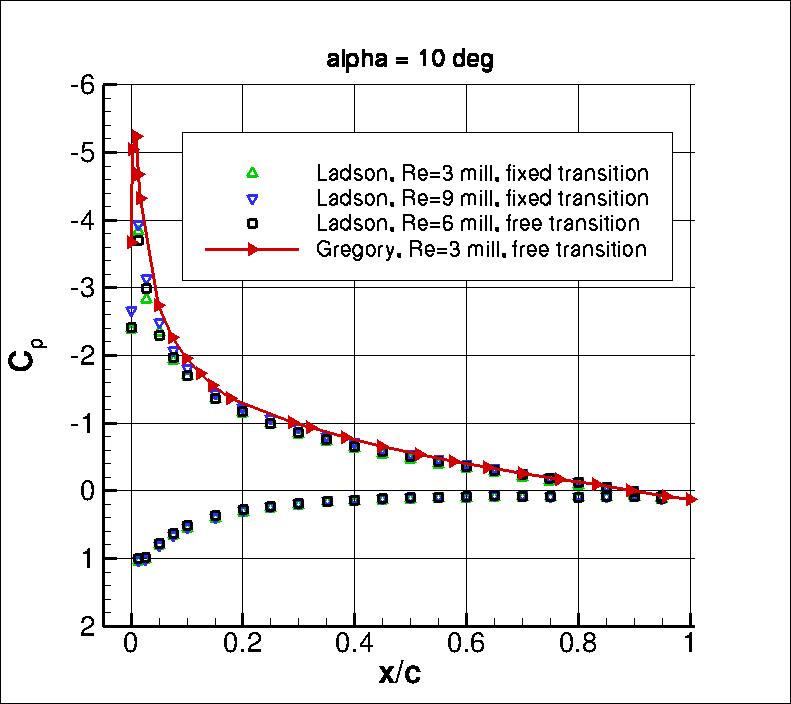 alpha = 10 deg
-6
-5
-4
-3
-2
-1
0
1
2
Ladson, Re=3 mill, fixed transition
Ladson, Re=9 mill, fixed transition
Ladson, Re=6 mill, free transition
Gregory, Re=3 mill, free transition
Cp
0 0.2 0.4 0.6 0.8 1
x/c